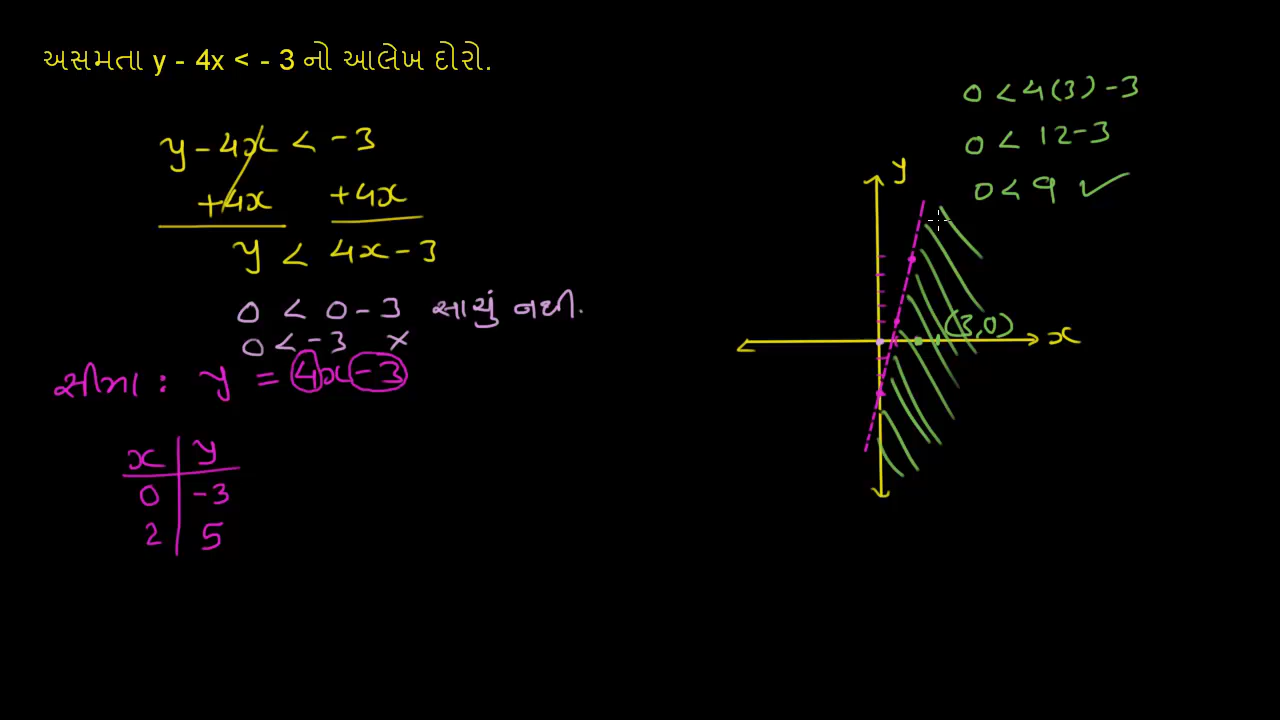 અસમતા y - 4x < - 3 નો આલેખ દોરો.
y - 4x < -3
+4x +4x
y < 4x - 3
0 < 0 - 3 સાચું નથી.
0 < -3 ×
સીમા : y = 4x - 3
x y
0 -3
2 5
0 < 4(3) - 3
0 < 12 - 3
0 < 9 ✓
y
(3,0)
x